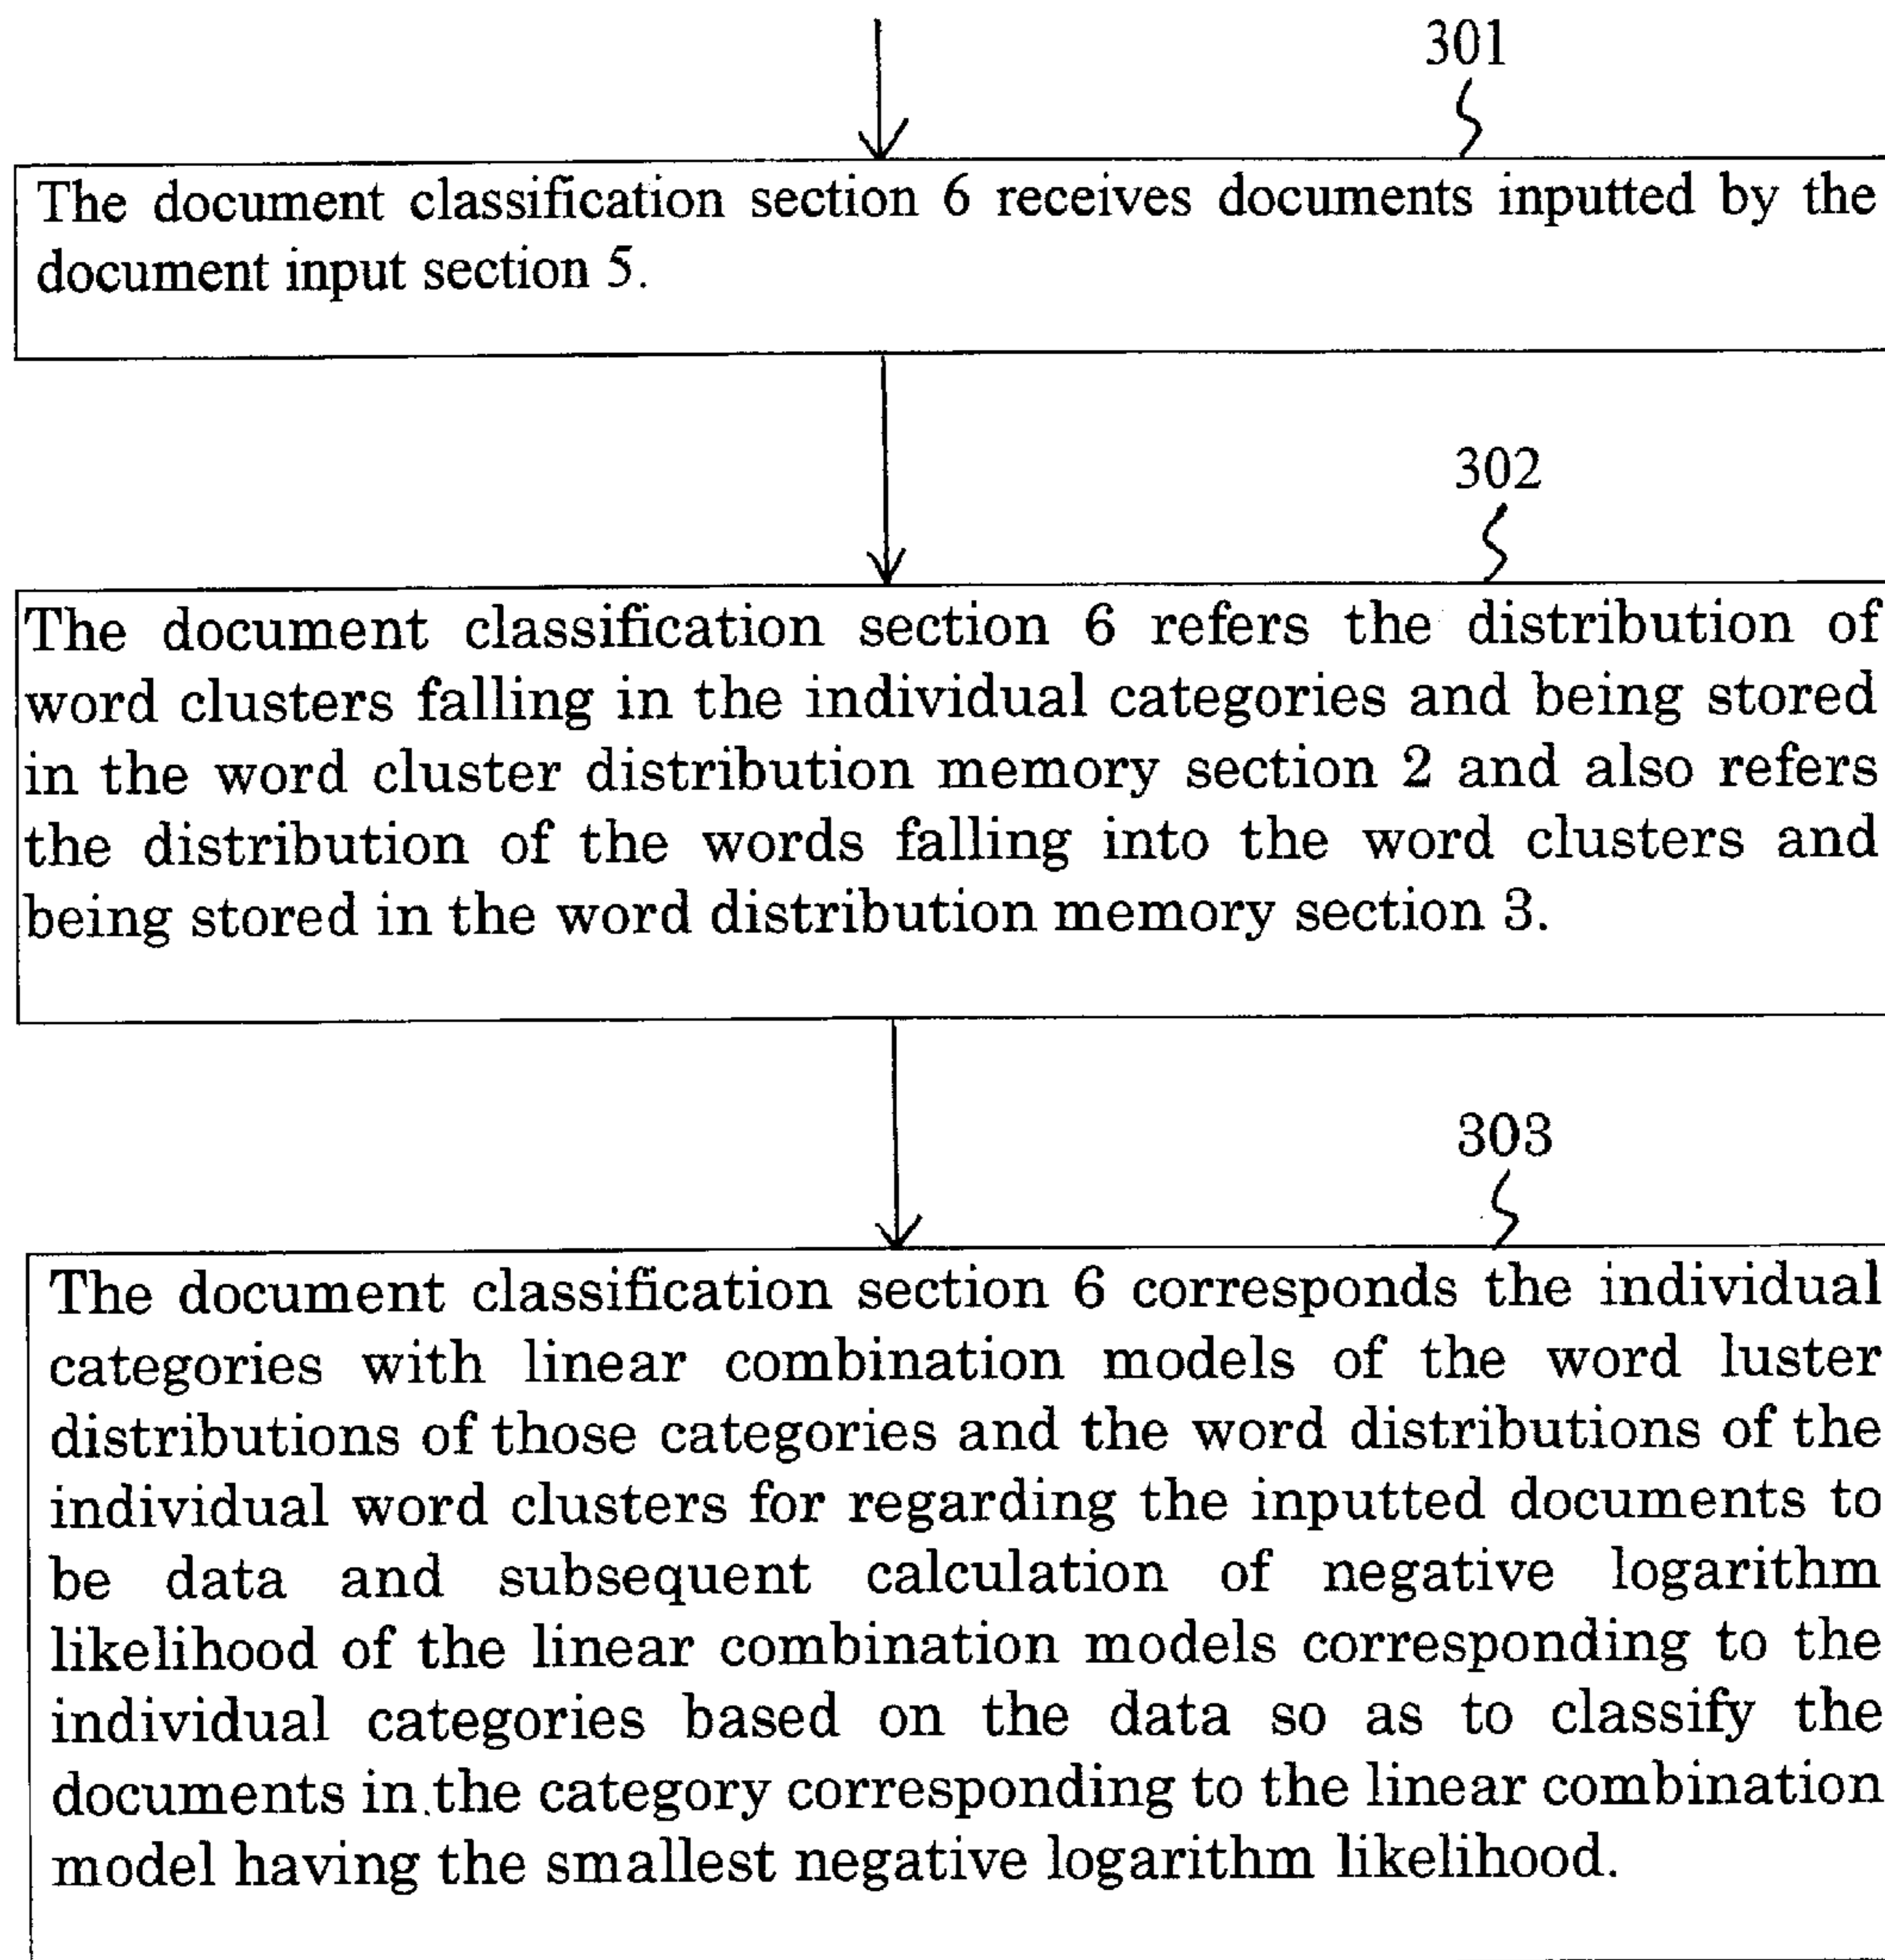 301
The document classification section 6 receives documents inputted by the
document input section 5.
302
The document classification section 6 refers the distribution of
word clusters falling in the individual categories and being stored
in the word cluster distribution memory section 2 and also refers
the distribution of the words falling into the word clusters and
being stored in the word distribution memory section 3.
303
The document classification section 6 corresponds the individual
categories with linear combination models of the word luster
distributions of those categories and the word distributions of the
individual word clusters for regarding the inputted documents to
be data and subsequent calculation of negative logarithm
likelihood of the linear combination models corresponding to the
individual categories based on the data so as to classify the
documents in the category corresponding to the linear combination
model having the smallest negative logarithm likelihood.